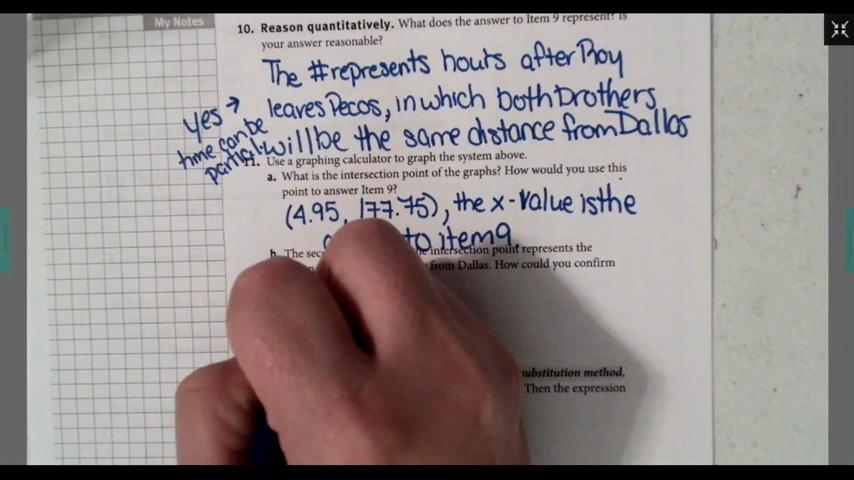 My Notes
10. Reason quantitatively. What does the answer to Item 9 represent? Is
your answer reasonable?
The # represents hours after Roy
leaves Pecos, in which both brothers
will be the same distance from Dallas
yes →
time can be
partial.
11. Use a graphing calculator to graph the system above.
a. What is the intersection point of the graphs? How would you use this
point to answer Item 9?
(4.95, 177.75), the x-value is the
to item 9.
b. The intersection point represents the
from Dallas. How could you confirm
substitution method,
Then the expression